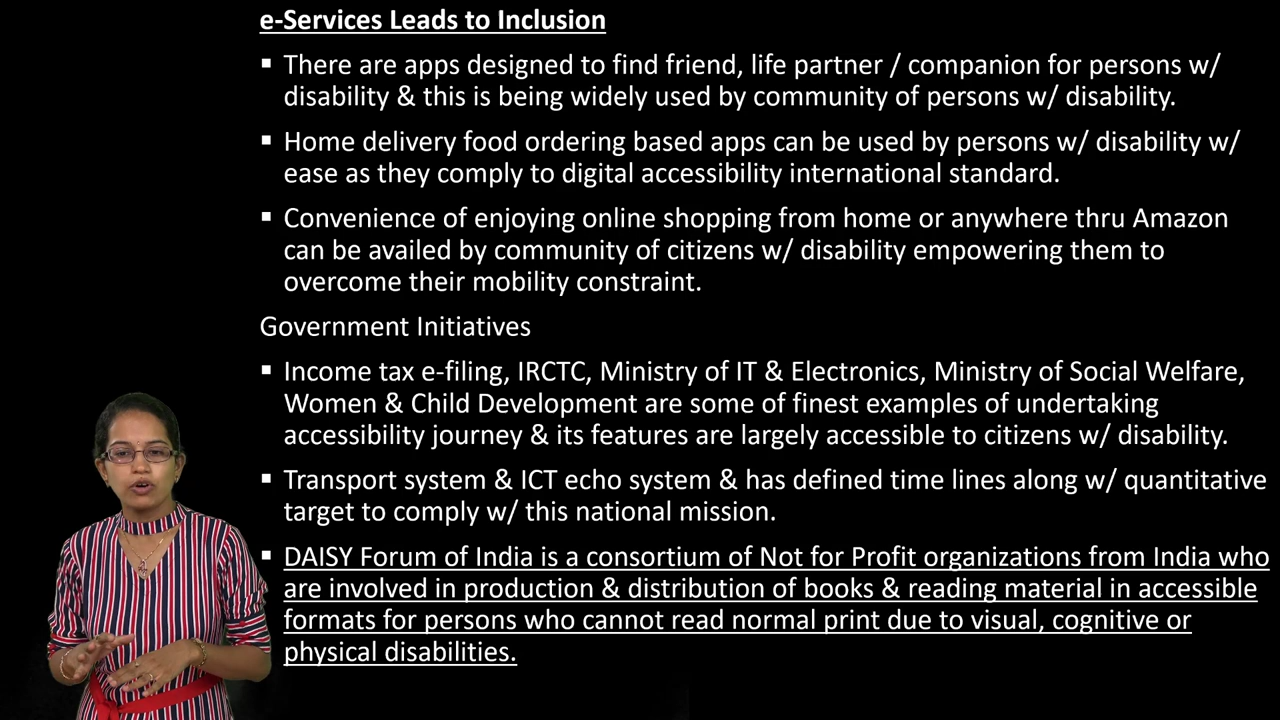 e-Services Leads to Inclusion
▪ There are apps designed to find friend, life partner / companion for persons w/
disability & this is being widely used by community of persons w/ disability.
▪ Home delivery food ordering based apps can be used by persons w/ disability w/
ease as they comply to digital accessibility international standard.
▪ Convenience of enjoying online shopping from home or anywhere thru Amazon
can be availed by community of citizens w/ disability empowering them to
overcome their mobility constraint.
Government Initiatives
▪ Income tax e-filing, IRCTC, Ministry of IT & Electronics, Ministry of Social Welfare,
Women & Child Development are some of finest examples of undertaking
accessibility journey & its features are largely accessible to citizens w/ disability.
▪ Transport system & ICT echo system & has defined time lines along w/ quantitative
target to comply w/ this national mission.
▪ DAISY Forum of India is a consortium of Not for Profit organizations from India who
are involved in production & distribution of books & reading material in accessible
formats for persons who cannot read normal print due to visual, cognitive or
physical disabilities.